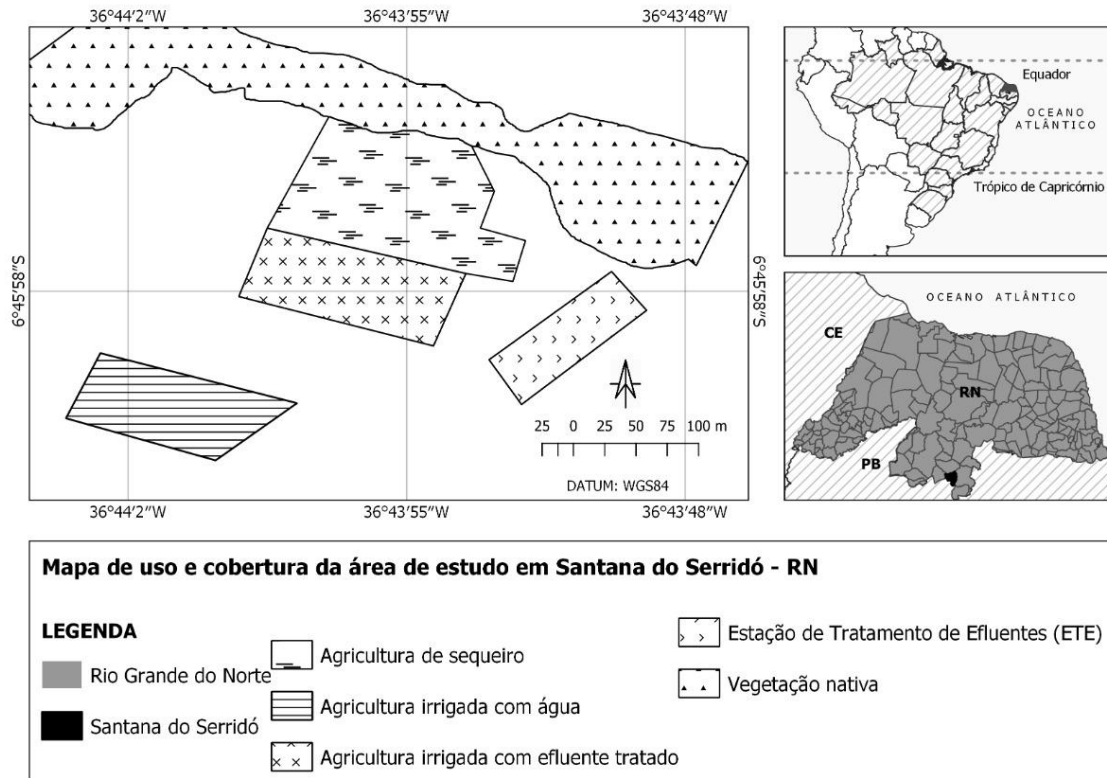 36°44'2"W 36°43'55"W 36°43'48"W
6°45'58"S
6°45'58"S
25 0 25 50 75 100 m
DATUM: WGS84
36°44'2"W 36°43'55"W 36°43'48"W
Equador
OCEANO
ATLÂNTICO
Trópico de Capricórnio
OCEANO ATLÂNTICO
CE
RN
PB
Mapa de uso e cobertura da área de estudo em Santana do Serridó - RN
LEGENDA
Rio Grande do Norte
Santana do Serridó
Agricultura de sequeiro
Agricultura irrigada com água
Agricultura irrigada com efluente tratado
Estação de Tratamento de Efluentes (ETE)
Vegetação nativa